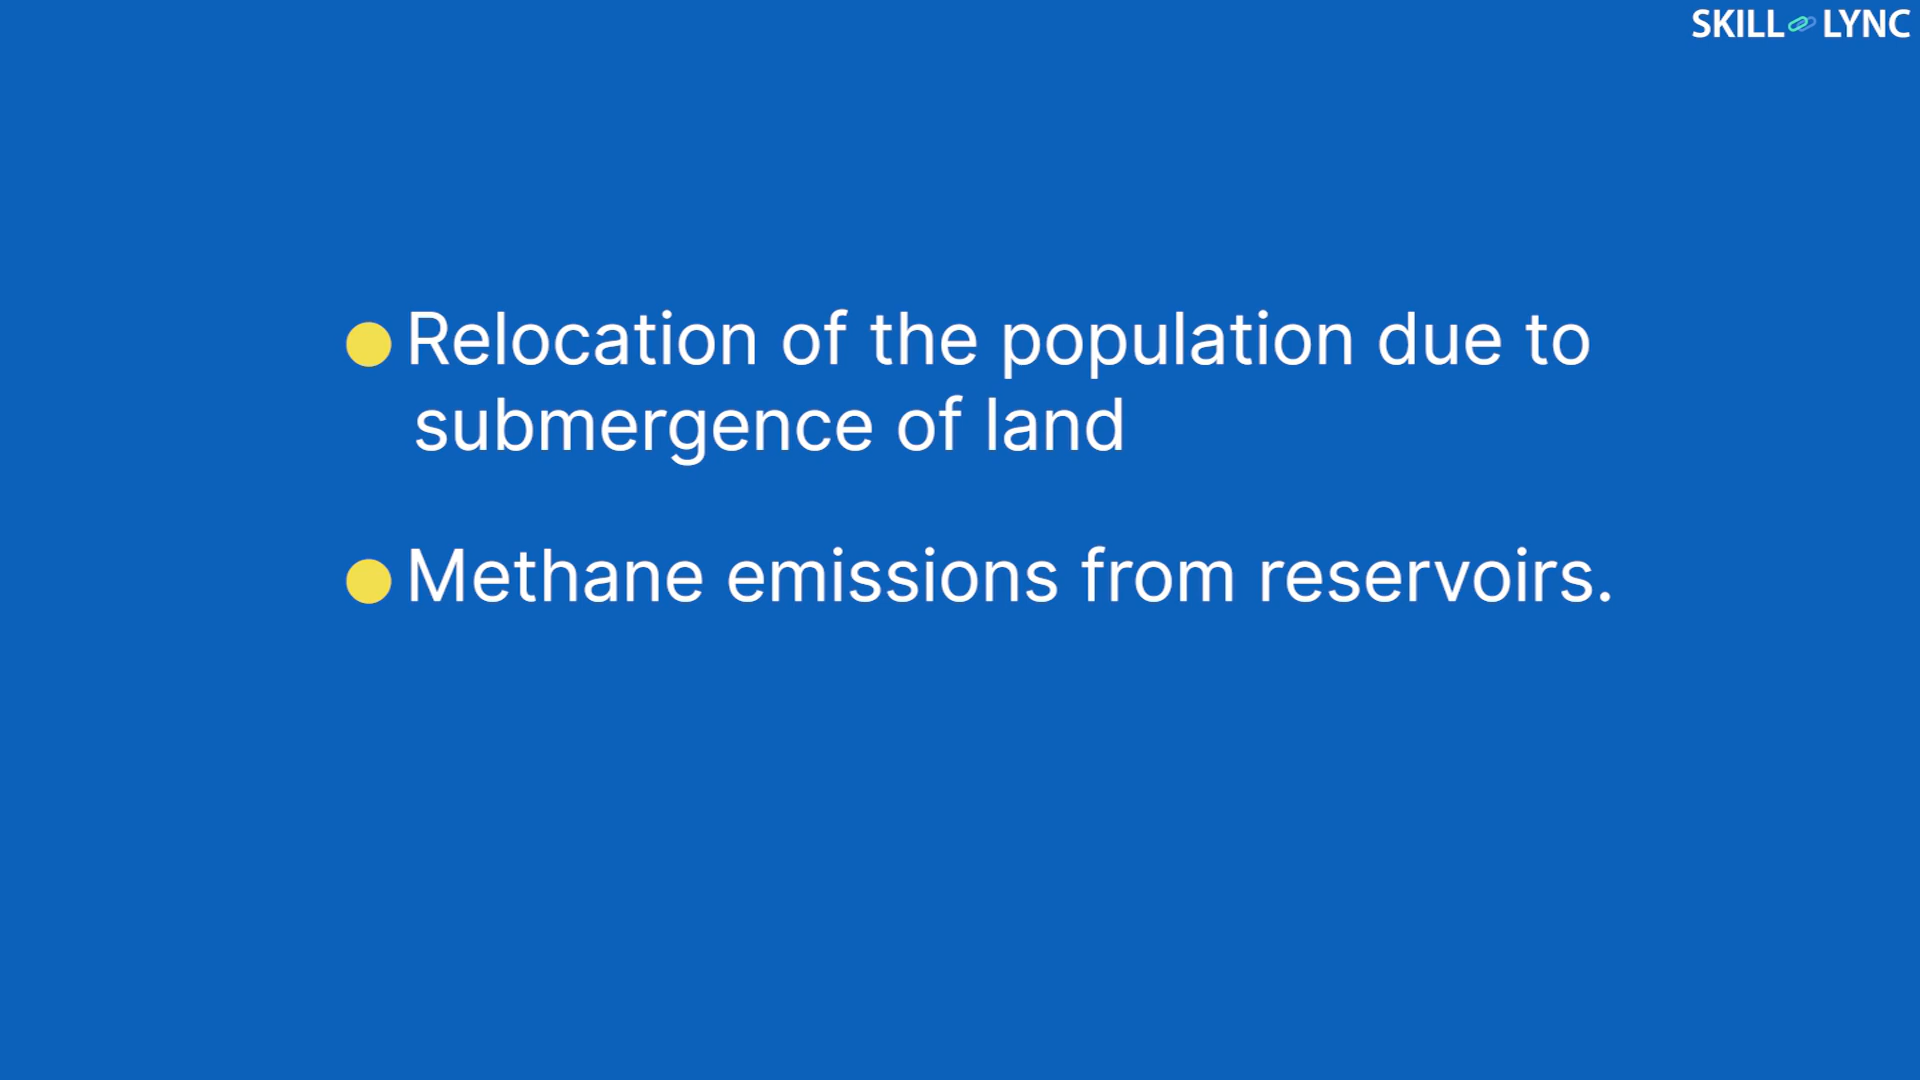 SKILL LYNC
Relocation of the population due to
submergence of land
Methane emissions from reservoirs.